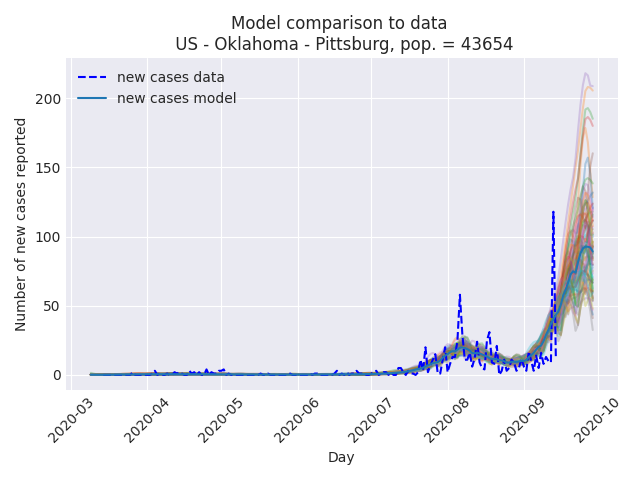 Model comparison to data
US - Oklahoma - Pittsburg, pop. = 43654
new cases data
new cases model
Number of new cases reported
200
150
100
50
0
2020-03
2020-04
2020-05
2020-06
2020-07
2020-08
2020-09
2020-10
Day